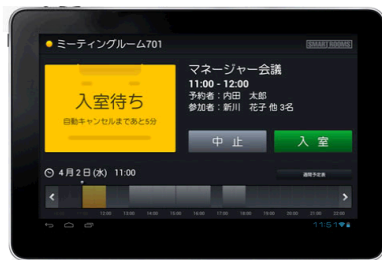 ミーティングルーム701
SMART ROOMS
入室待ち
自動キャンセルまであと5分
マネージャー会議
11:00 - 12:00
予約者：内田　太郎
参加者：新川　花子 他 3名
中 止
入 室
4月2日(水) 11:00
週間予定表
12:00 13:00 14:00 15:00 16:00 17:00 18:00 19:00 20:00 21:00 22:00
11:51